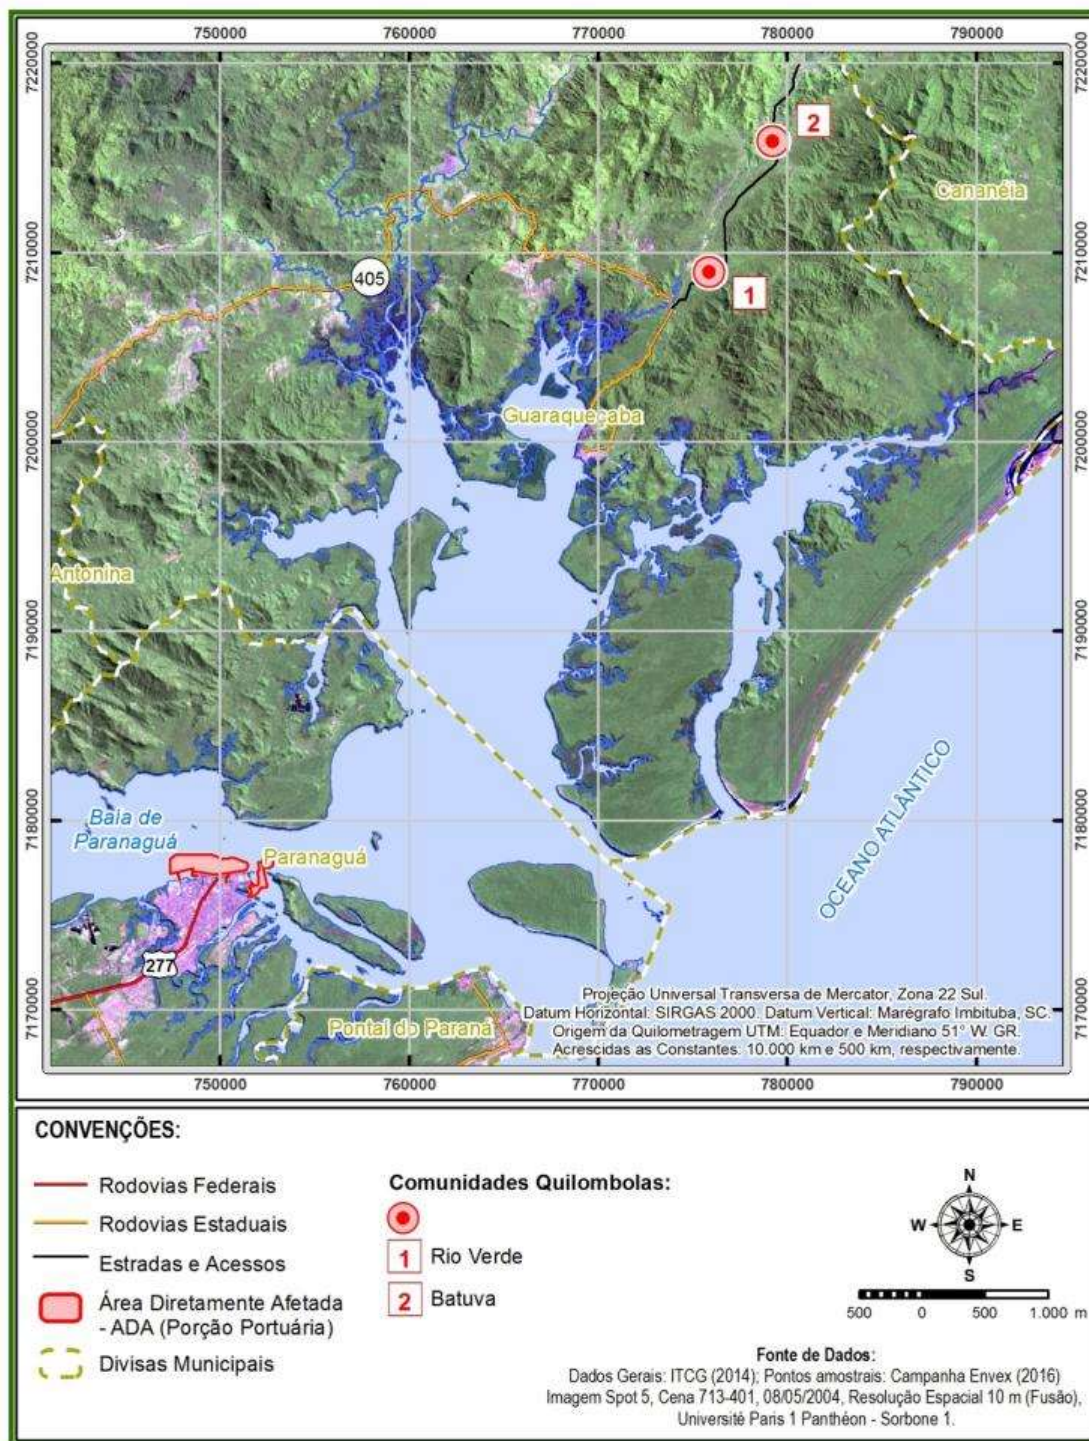 750000 760000 770000 780000 790000
7220000
7220000
2
Cananéia
7210000
7210000
405
1
Guaraqueçaba
7200000
7200000
Antonina
7190000
7190000
OCEANO ATLÂNTICO
7180000
7180000
Baía de
Paranaguá
Paranaguá
277
7170000
7170000
Pontal do Paraná
Projeção Universal Transversa de Mercator, Zona 22 Sul.
Datum Horizontal: SIRGAS 2000. Datum Vertical: Marégrafo Imbituba, SC.
Origem da Quilometragem UTM: Equador e Meridiano 51° W. GR.
Acrescidas as Constantes: 10.000 km e 500 km, respectivamente.
750000 760000 770000 780000 790000
CONVENÇÕES:
Rodovias Federais
Rodovias Estaduais
Estradas e Acessos
Área Diretamente Afetada
- ADA (Porção Portuária)
Divisas Municipais
Comunidades Quilombolas:
1 Rio Verde
2 Batuva
N
W E
S
500 0 500 1.000 m
Fonte de Dados:
Dados Gerais: ITCG (2014); Pontos amostrais: Campanha Envex (2016)
Imagem Spot 5, Cena 713-401, 08/05/2004, Resolução Espacial 10 m (Fusão),
Université Paris 1 Panthéon - Sorbone 1.